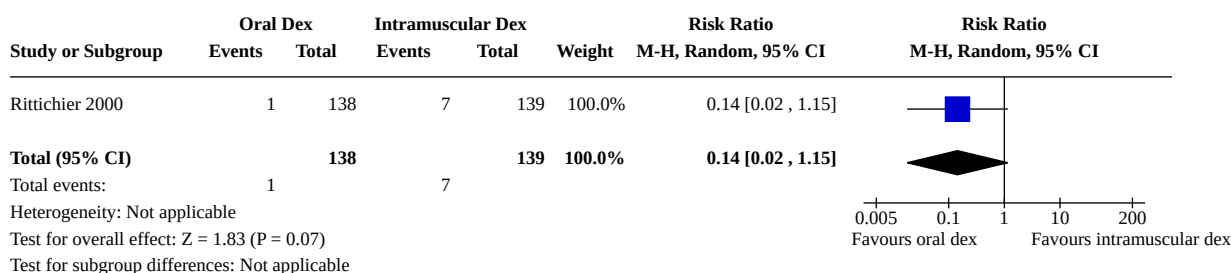 Oral Dex Intramuscular Dex Risk Ratio Risk Ratio
Study or Subgroup Events Total Events Total Weight M-H, Random, 95% CI M-H, Random, 95% CI
Rittichier 2000 1 138 7 139 100.0% 0.14 [0.02 , 1.15]
Total (95% CI) 138 139 100.0% 0.14 [0.02 , 1.15]
Total events: 1 7
Heterogeneity: Not applicable 0.005 0.1 1 10 200
Test for overall effect: Z = 1.83 (P = 0.07) Favours oral dex Favours intramuscular dex
Test for subgroup differences: Not applicable